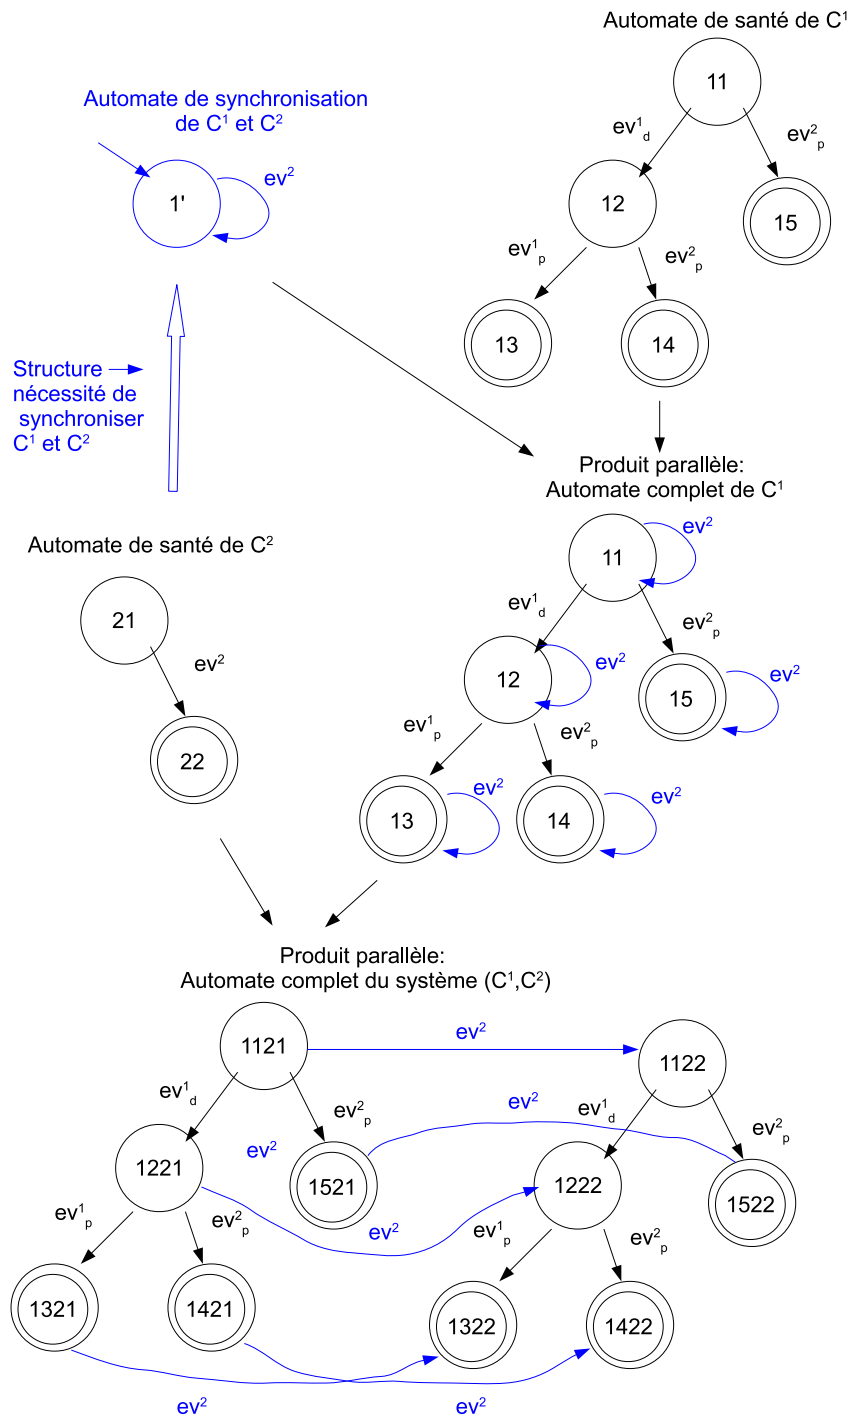 Automate de santé de C¹
11
ev¹d
ev²p
12
15
ev¹p
ev²p
13
14
Automate de synchronisation
de C¹ et C²
1'
ev²
Structure
nécessité de
synchroniser
C¹ et C²
Produit parallèle:
Automate complet de C¹
11
ev²
ev¹d
ev²p
12
ev²
15
ev²
ev¹p
ev²p
13
ev²
14
ev²
Automate de santé de C²
21
ev²
22
Produit parallèle:
Automate complet du système (C¹,C²)
1121
ev²
1122
ev¹d
ev²p
ev²
ev¹d
ev²p
1221
ev²
1521
1222
1522
ev¹p
ev²p
ev²
ev¹p
ev²p
1321
1421
1322
1422
ev²
ev²